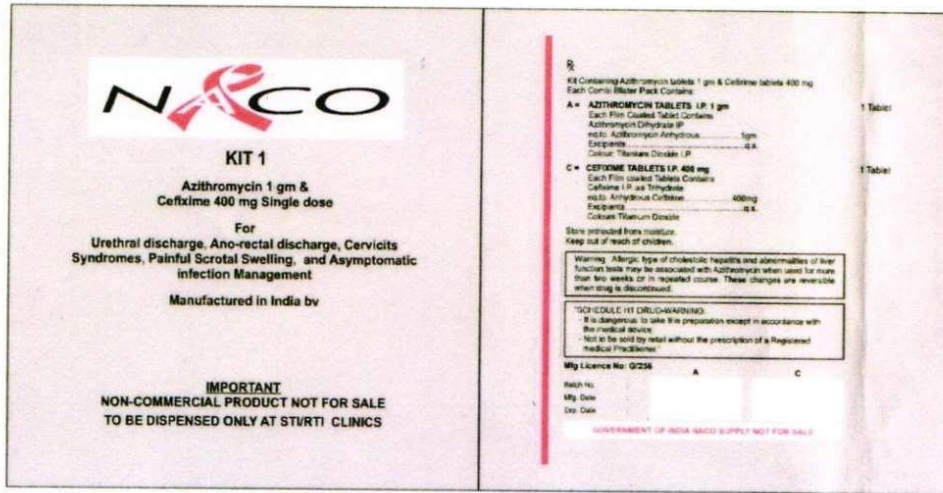 NACO
KIT 1
Azithromycin 1 gm &
Cefixime 400 mg Single dose
For
Urethral discharge, Ano-rectal discharge, Cervicits
Syndromes, Painful Scrotal Swelling, and Asymptomatic
infection Management
Manufactured in India bv
IMPORTANT
NON-COMMERCIAL PRODUCT NOT FOR SALE
TO BE DISPENSED ONLY AT STI/RTI CLINICS
℞
Kit Containing Azithromycin tablets 1 gm & Cefixime tablets 400 mg
Each Combi Blister Pack Contains:
A = AZITHROMYCIN TABLETS I.P. 1 gm 1 Tablet
Each Film Coated Tablet Contains
Azithromycin Dihydrate IP
eq.to. Azithromycin Anhydrous..........1gm
Excipients..........q.s.
Colour: Titanium Dioxide I.P.
C = CEFIXIME TABLETS I.P. 400 mg 1 Tablet
Each Film coated Tablets Contains
Cefixime I.P. as Trihydrate
eq.to. Anhydrous Cefixime..........400mg
Excipients..........q.s.
Colours Titanium Dioxide
Store protected from moisture.
Keep out of reach of children.
Warning: Allergic type of cholestolic hepatitis and abnormalities of liver
function tests may be associated with Azithromycin when used for more
than two weeks or in repeated course. These changes are reversible
when drug is discontinued.
"SCHEDULE H1 DRUG-WARNING:
- It is dangerous to take this preparation except in accordance with
the medical advice.
- Not to be sold by retail without the prescription of a Registered
medical Practitioner."
Mfg Licence No: G/256
A C
Batch No.
Mfg. Date
Exp. Date
GOVERNMENT OF INDIA NACO SUPPLY NOT FOR SALE